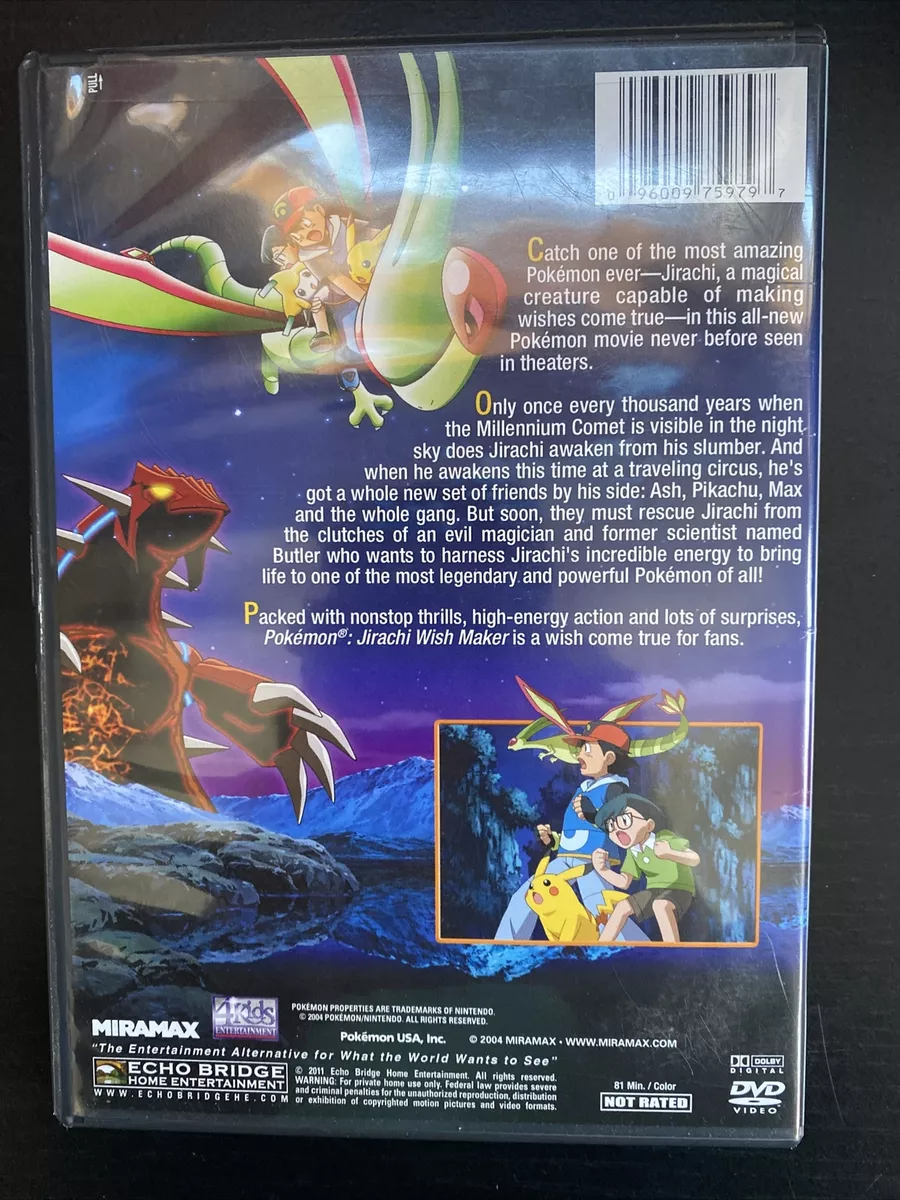 PULL
0 96009 75979 7
Catch one of the most amazing
Pokémon ever—Jirachi, a magical
creature capable of making
wishes come true—in this all-new
Pokémon movie never before seen
in theaters.
Only once every thousand years when
the Millennium Comet is visible in the night
sky does Jirachi awaken from his slumber. And
when he awakens this time at a traveling circus, he's
got a whole new set of friends by his side: Ash, Pikachu, Max
and the whole gang. But soon, they must rescue Jirachi from
the clutches of an evil magician and former scientist named
Butler who wants to harness Jirachi's incredible energy to bring
life to one of the most legendary and powerful Pokémon of all!
Packed with nonstop thrills, high-energy action and lots of surprises,
Pokémon®: Jirachi Wish Maker is a wish come true for fans.
MIRAMAX
4Kids
ENTERTAINMENT
POKÉMON PROPERTIES ARE TRADEMARKS OF NINTENDO.
© 2004 POKÉMON/NINTENDO. ALL RIGHTS RESERVED.
Pokémon USA, Inc. © 2004 MIRAMAX • WWW.MIRAMAX.COM
"The Entertainment Alternative for What the World Wants to See"
ECHO BRIDGE
HOME ENTERTAINMENT
WWW.ECHOBRIDGEHE.COM
© 2011 Echo Bridge Home Entertainment. All rights reserved.
WARNING: For private home use only. Federal law provides severe
and criminal penalties for the unauthorized reproduction, distribution
or exhibition of copyrighted motion pictures and video formats.
81 Min. / Color
NOT RATED
DOLBY
DIGITAL
DVD
VIDEO